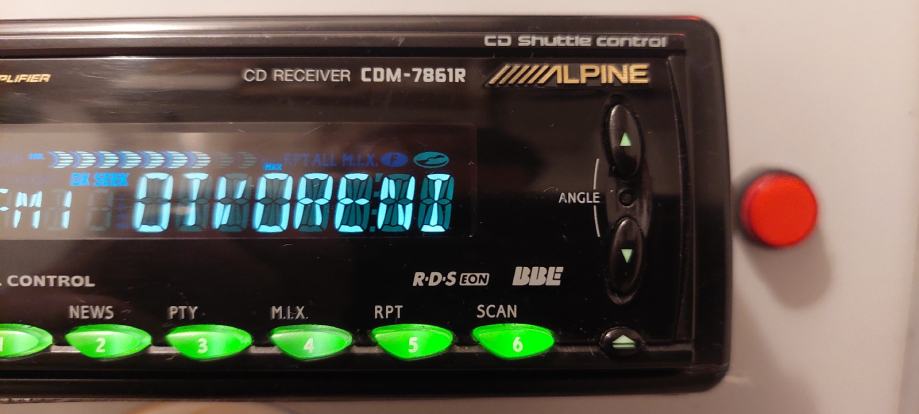 CD Shuttle control
PLIFIER
CD RECEIVER CDM-7861R ALPINE
RPT ALL M.I.X. F
MAX
DX SEEK
FM1
ANGLE
CONTROL
R·D·S EON BBE
NEWS PTY M.I.X. RPT SCAN
1 2 3 4 5 6